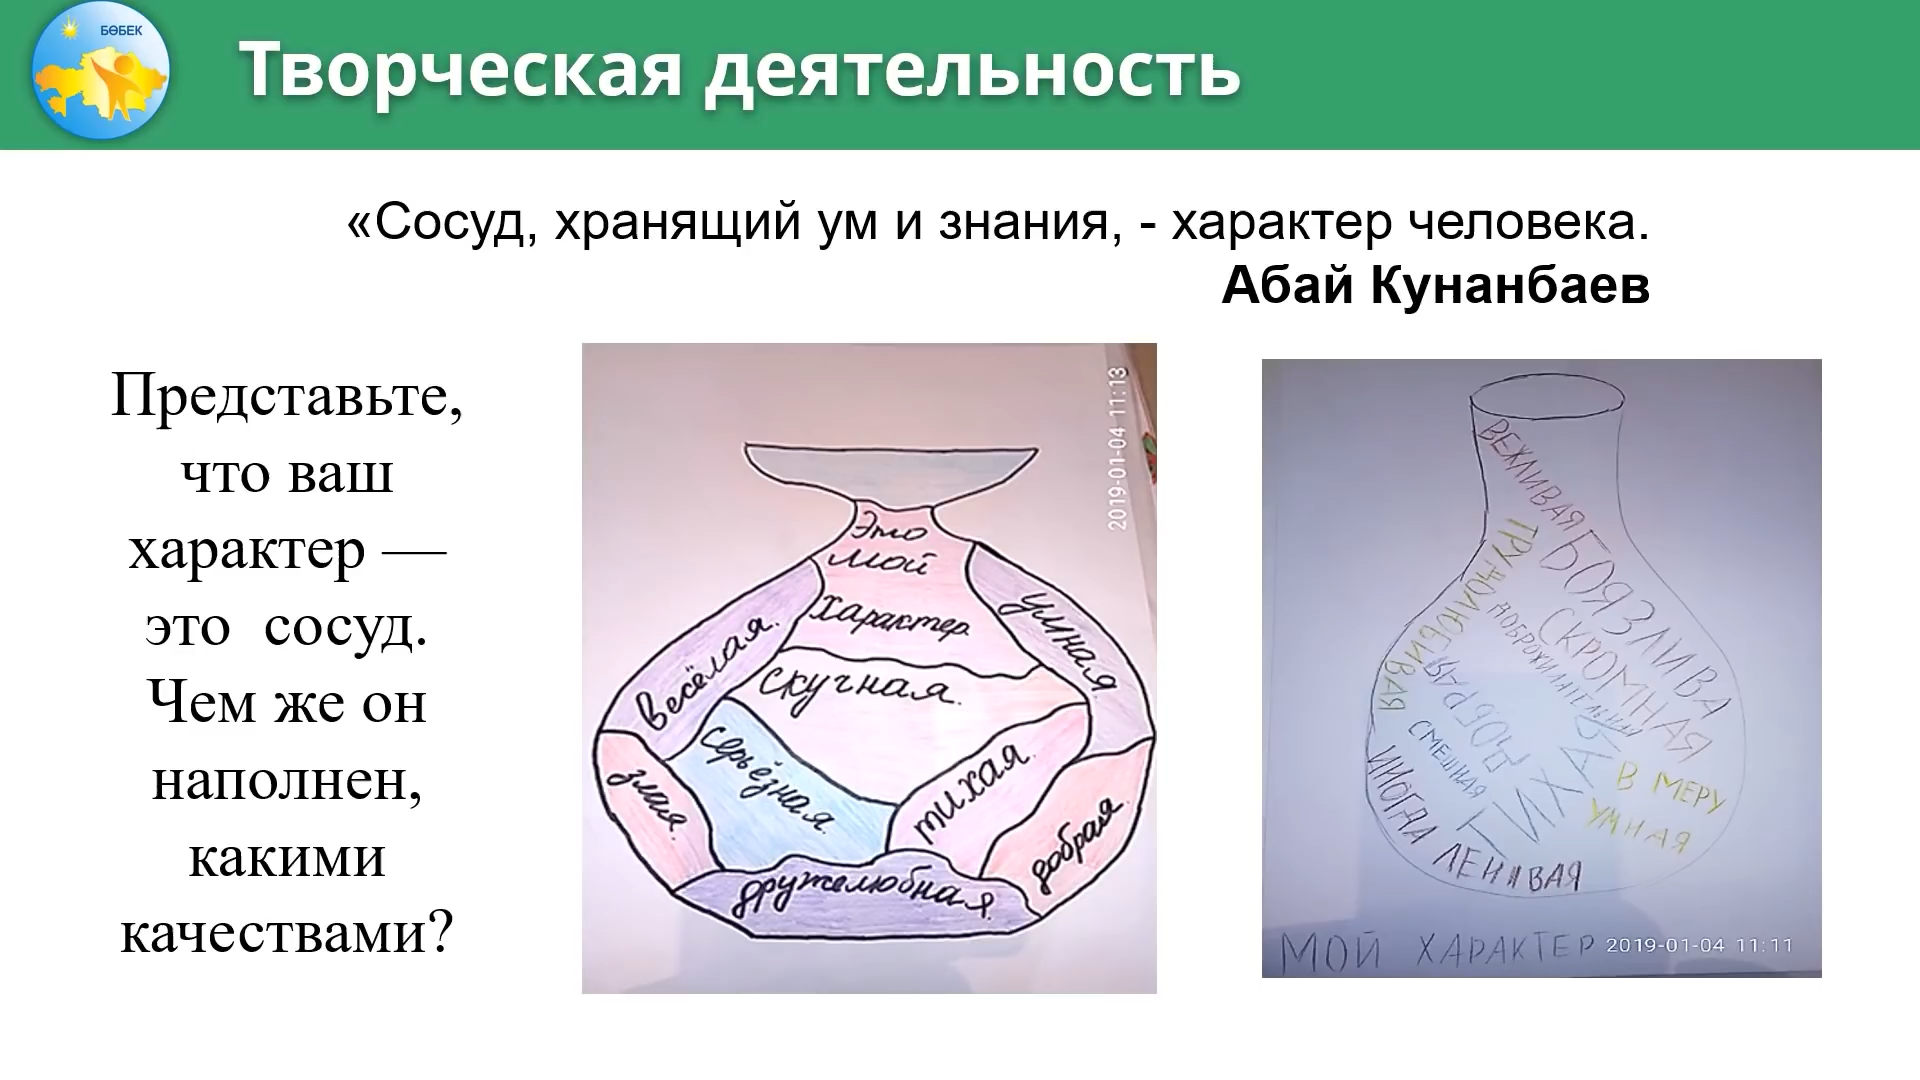 БӨБЕК
Творческая деятельность
«Сосуд, хранящий ум и знания, - характер человека.
Абай Кунанбаев
Представьте,
что ваш
характер —
это сосуд.
Чем же он
наполнен,
какими
качествами?
2019-01-04 11:13
Это
мой
характер
весёлая.
умная.
скучная.
серьёзная.
тихая.
злая.
добрая.
дружелюбная.
ВЕЖЛИВАЯ
ТРУДОЛЮБИВАЯ
БОЯЗЛИВА
СКРОМНАЯ
ДОБРАЯ
СМЕШНАЯ
ТИХАЯ
В МЕРУ
УМНАЯ
ИНОГДА ЛЕНИВАЯ
МОЙ ХАРАКТЕР
2019-01-04 11:11